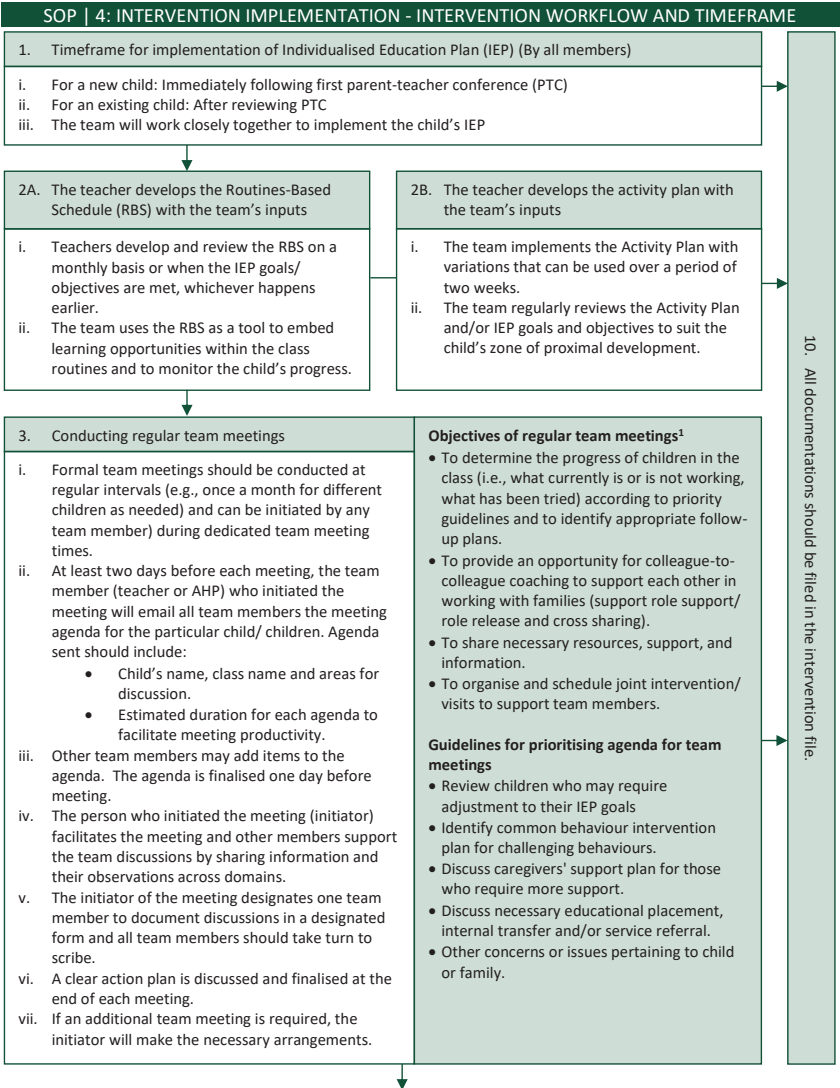 SOP | 4: INTERVENTION IMPLEMENTATION - INTERVENTION WORKFLOW AND TIMEFRAME
1. Timeframe for implementation of Individualised Education Plan (IEP) (By all members)
i. For a new child: Immediately following first parent-teacher conference (PTC)
ii. For an existing child: After reviewing PTC
iii. The team will work closely together to implement the child's IEP
2A. The teacher develops the Routines-Based
Schedule (RBS) with the team's inputs
i. Teachers develop and review the RBS on a
monthly basis or when the IEP goals/
objectives are met, whichever happens
earlier.
ii. The team uses the RBS as a tool to embed
learning opportunities within the class
routines and to monitor the child's progress.
2B. The teacher develops the activity plan with
the team's inputs
i. The team implements the Activity Plan with
variations that can be used over a period of
two weeks.
ii. The team regularly reviews the Activity Plan
and/or IEP goals and objectives to suit the
child's zone of proximal development.
3. Conducting regular team meetings
i. Formal team meetings should be conducted at
regular intervals (e.g., once a month for different
children as needed) and can be initiated by any
team member) during dedicated team meeting
times.
ii. At least two days before each meeting, the team
member (teacher or AHP) who initiated the
meeting will email all team members the meeting
agenda for the particular child/ children. Agenda
sent should include:
• Child's name, class name and areas for
discussion.
• Estimated duration for each agenda to
facilitate meeting productivity.
iii. Other team members may add items to the
agenda. The agenda is finalised one day before
meeting.
iv. The person who initiated the meeting (initiator)
facilitates the meeting and other members support
the team discussions by sharing information and
their observations across domains.
v. The initiator of the meeting designates one team
member to document discussions in a designated
form and all team members should take turn to
scribe.
vi. A clear action plan is discussed and finalised at the
end of each meeting.
vii. If an additional team meeting is required, the
initiator will make the necessary arrangements.
Objectives of regular team meetings¹
• To determine the progress of children in the
class (i.e., what currently is or is not working,
what has been tried) according to priority
guidelines and to identify appropriate follow-
up plans.
• To provide an opportunity for colleague-to-
colleague coaching to support each other in
working with families (support role support/
role release and cross sharing).
• To share necessary resources, support, and
information.
• To organise and schedule joint intervention/
visits to support team members.
Guidelines for prioritising agenda for team
meetings
• Review children who may require
adjustment to their IEP goals
• Identify common behaviour intervention
plan for challenging behaviours.
• Discuss caregivers' support plan for those
who require more support.
• Discuss necessary educational placement,
internal transfer and/or service referral.
• Other concerns or issues pertaining to child
or family.
10. All documentations should be filed in the intervention file.